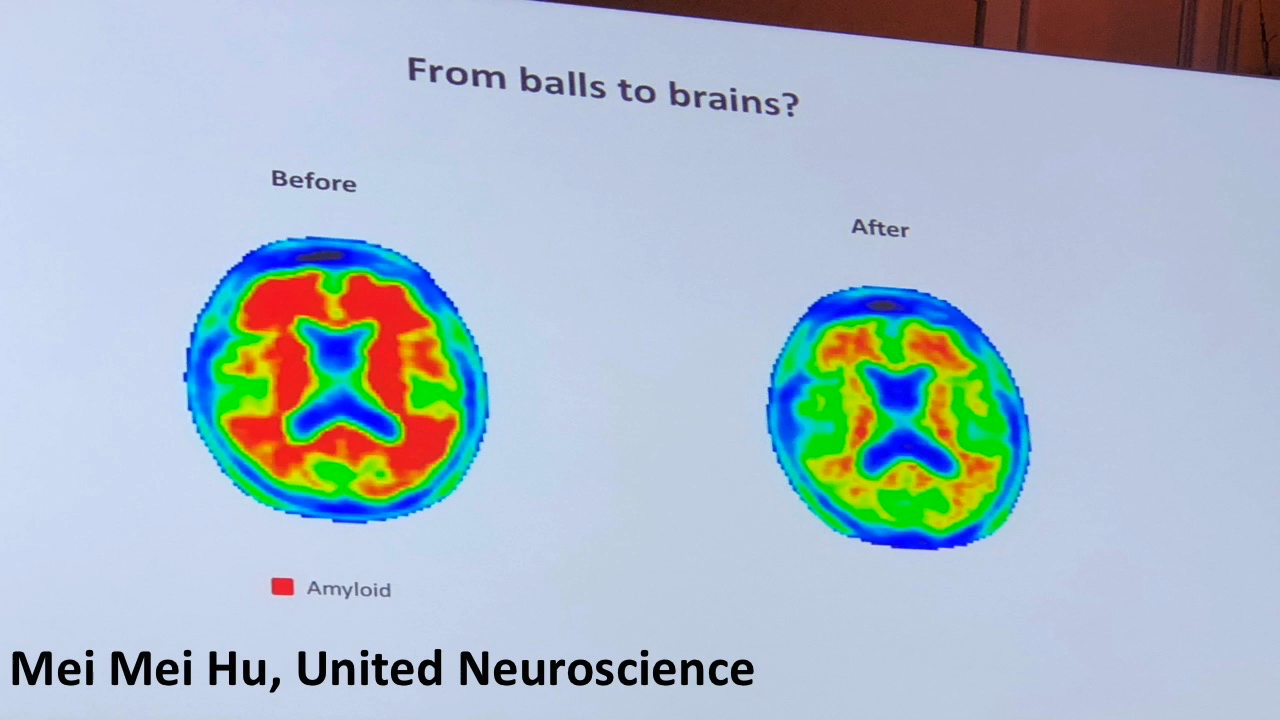 From balls to brains?
Before
After
Amyloid
Mei Mei Hu, United Neuroscience